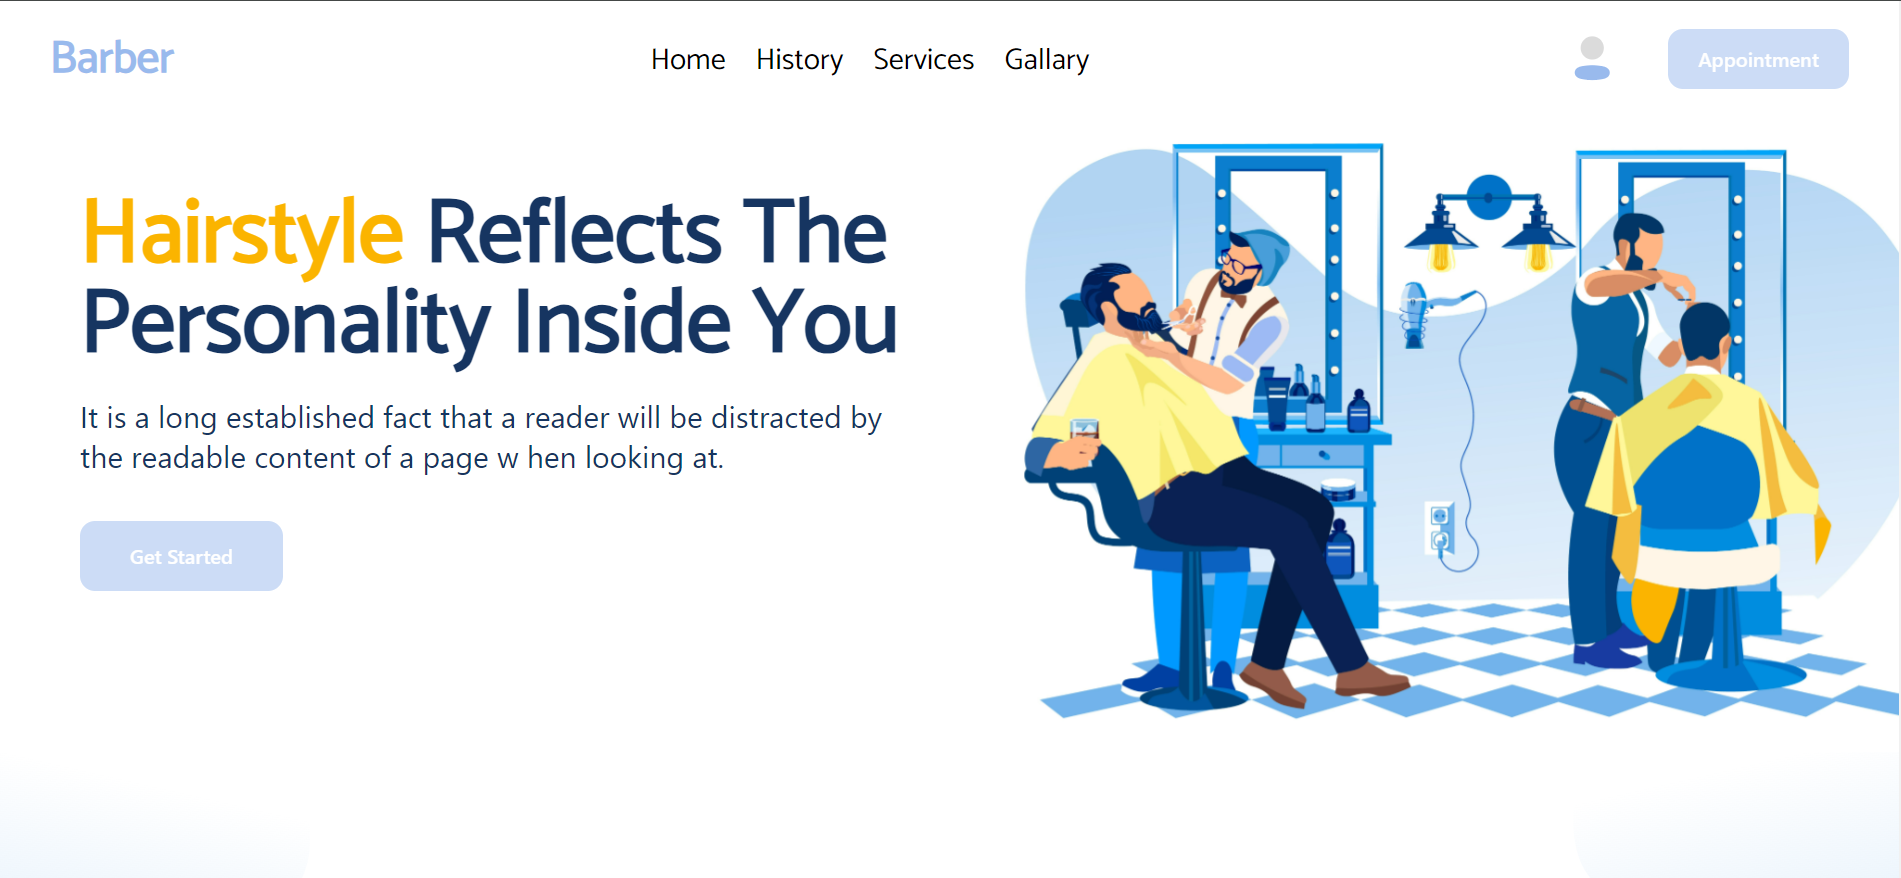 Barber
Home History Services Gallary
Appointment
Hairstyle Reflects The
Personality Inside You
It is a long established fact that a reader will be distracted by
the readable content of a page w hen looking at.
Get Started